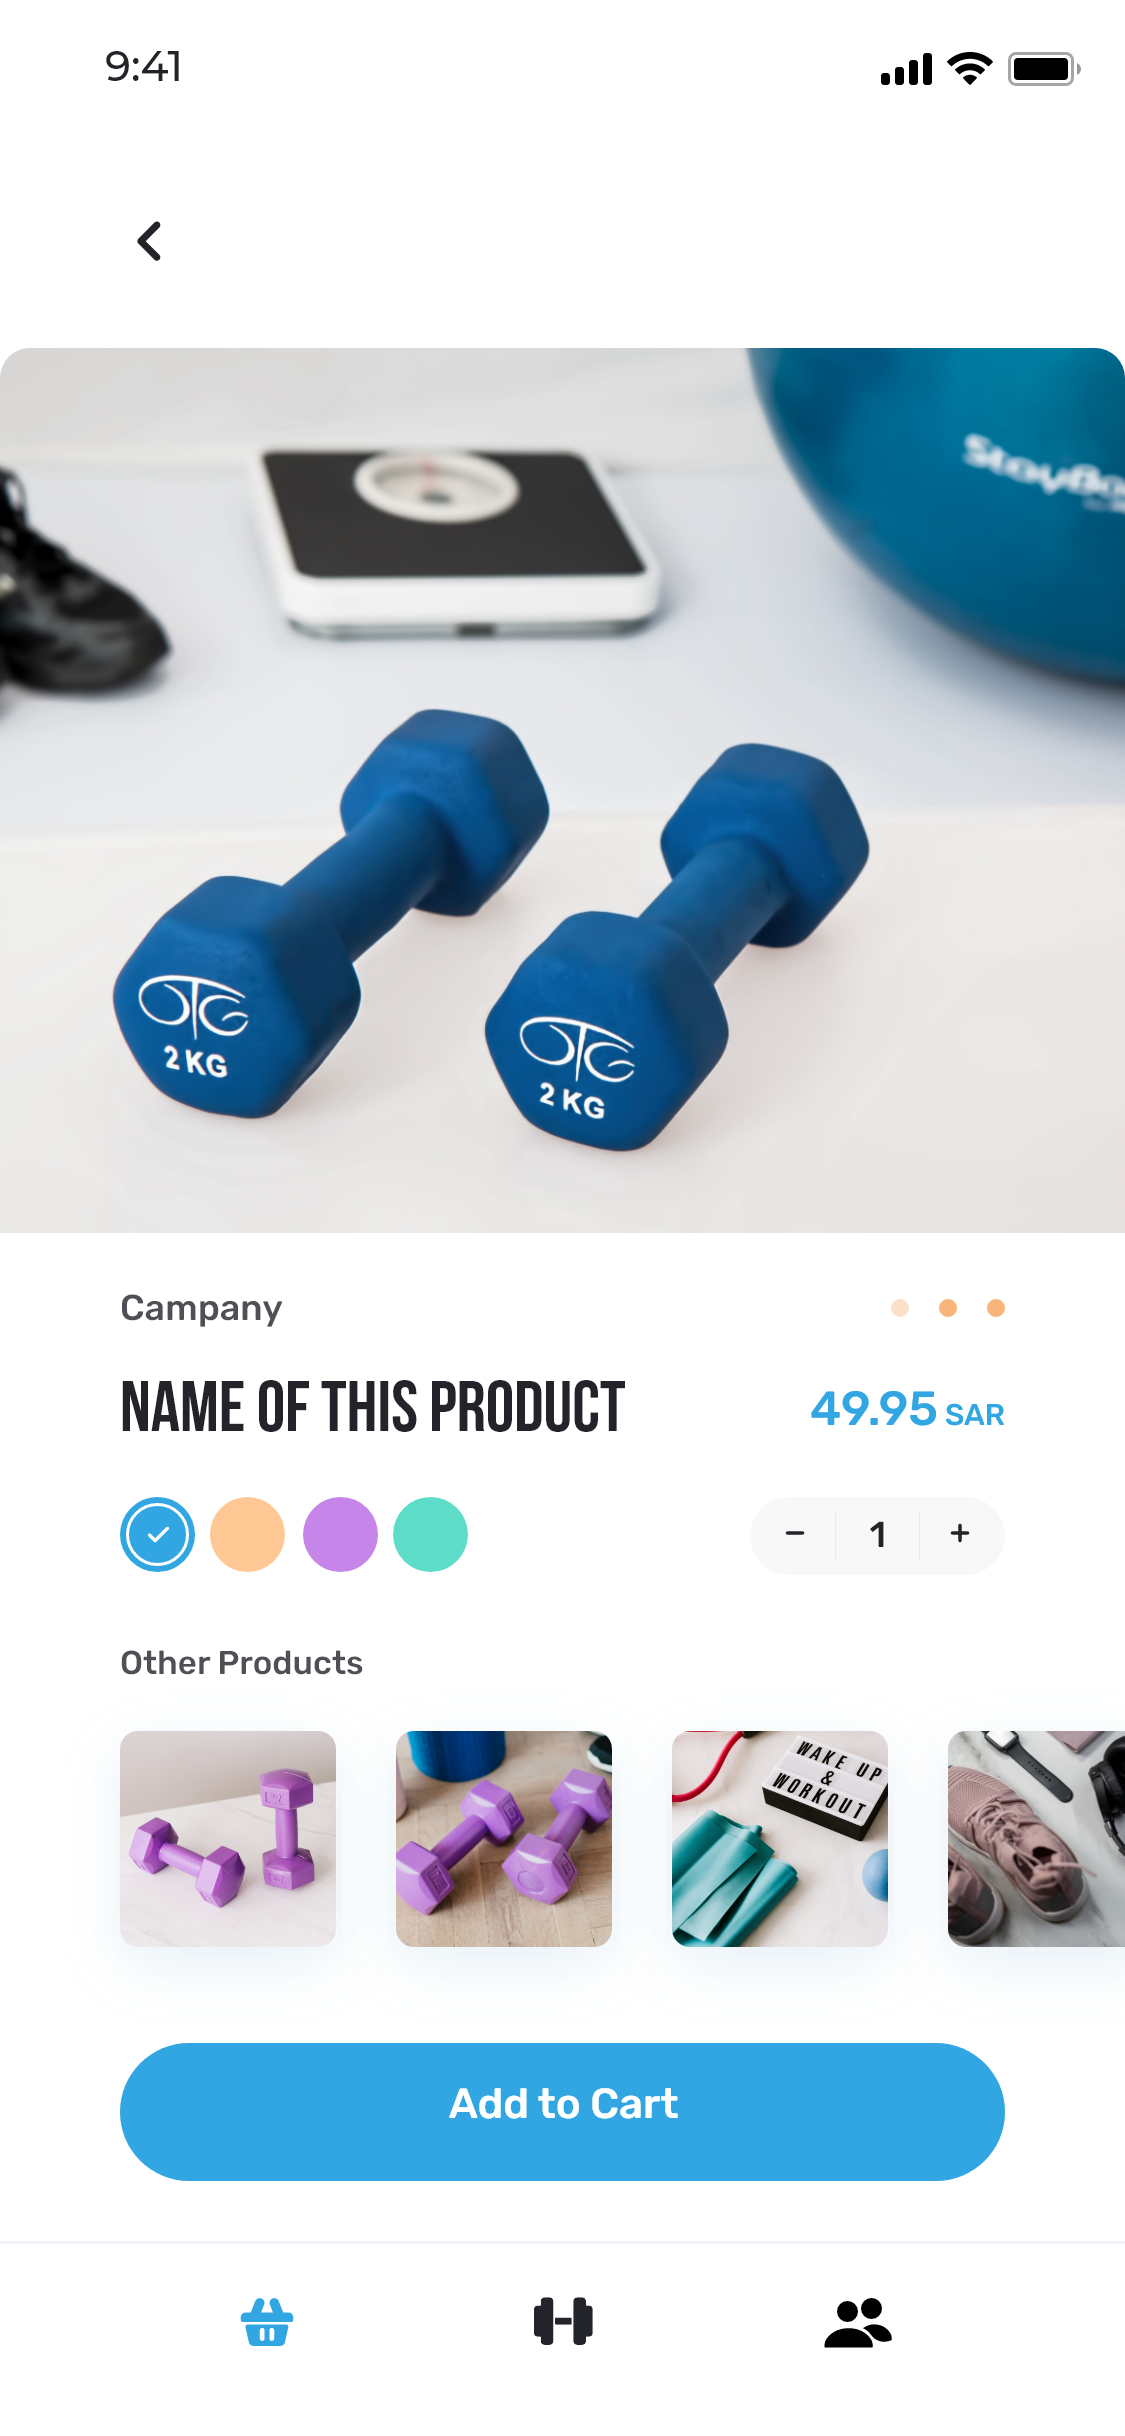 9:41
OTG
2 KG
OTG
2 KG
Campany
NAME OF THIS PRODUCT
49.95 SAR
1
Other Products
WAKE UP
&
WORKOUT
Add to Cart